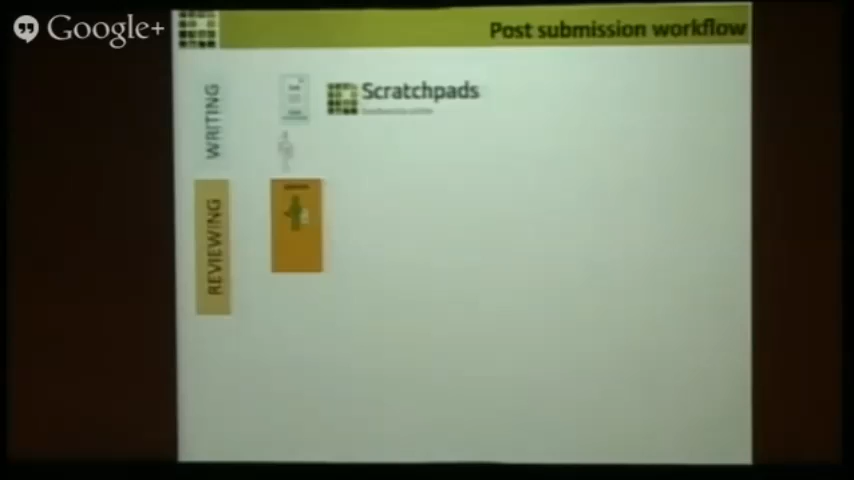 Google+
Post submission workflow
WRITING
Scratchpads
REVIEWING